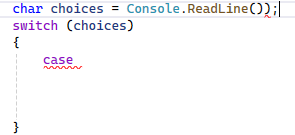 char choices = Console.ReadLine());
switch (choices)
{
case
}